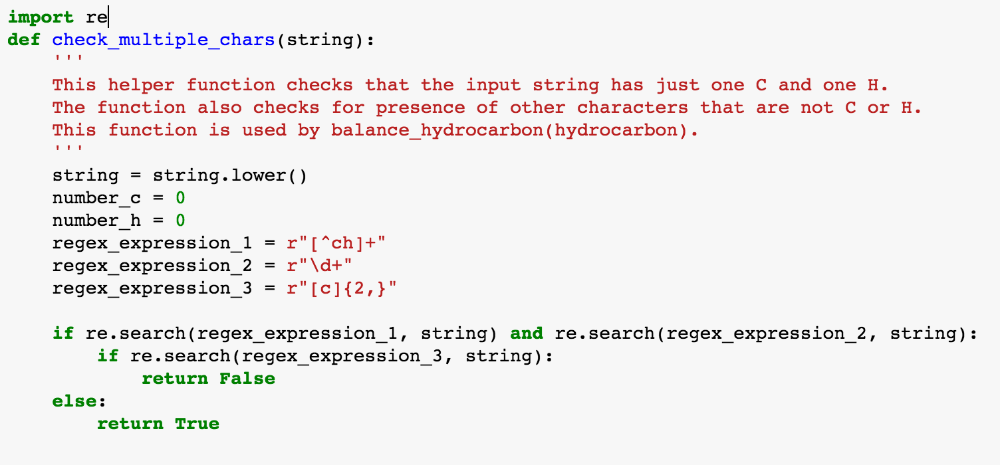 import re
def check_multiple_chars(string):
    '''
    This helper function checks that the input string has just one C and one H.
    The function also checks for presence of other characters that are not C or H.
    This function is used by balance_hydrocarbon(hydrocarbon).
    '''
    string = string.lower()
    number_c = 0
    number_h = 0
    regex_expression_1 = r"[^ch]+"
    regex_expression_2 = r"\d+"
    regex_expression_3 = r"[c]{2,}"

    if re.search(regex_expression_1, string) and re.search(regex_expression_2, string):
        if re.search(regex_expression_3, string):
            return False
    else:
        return True